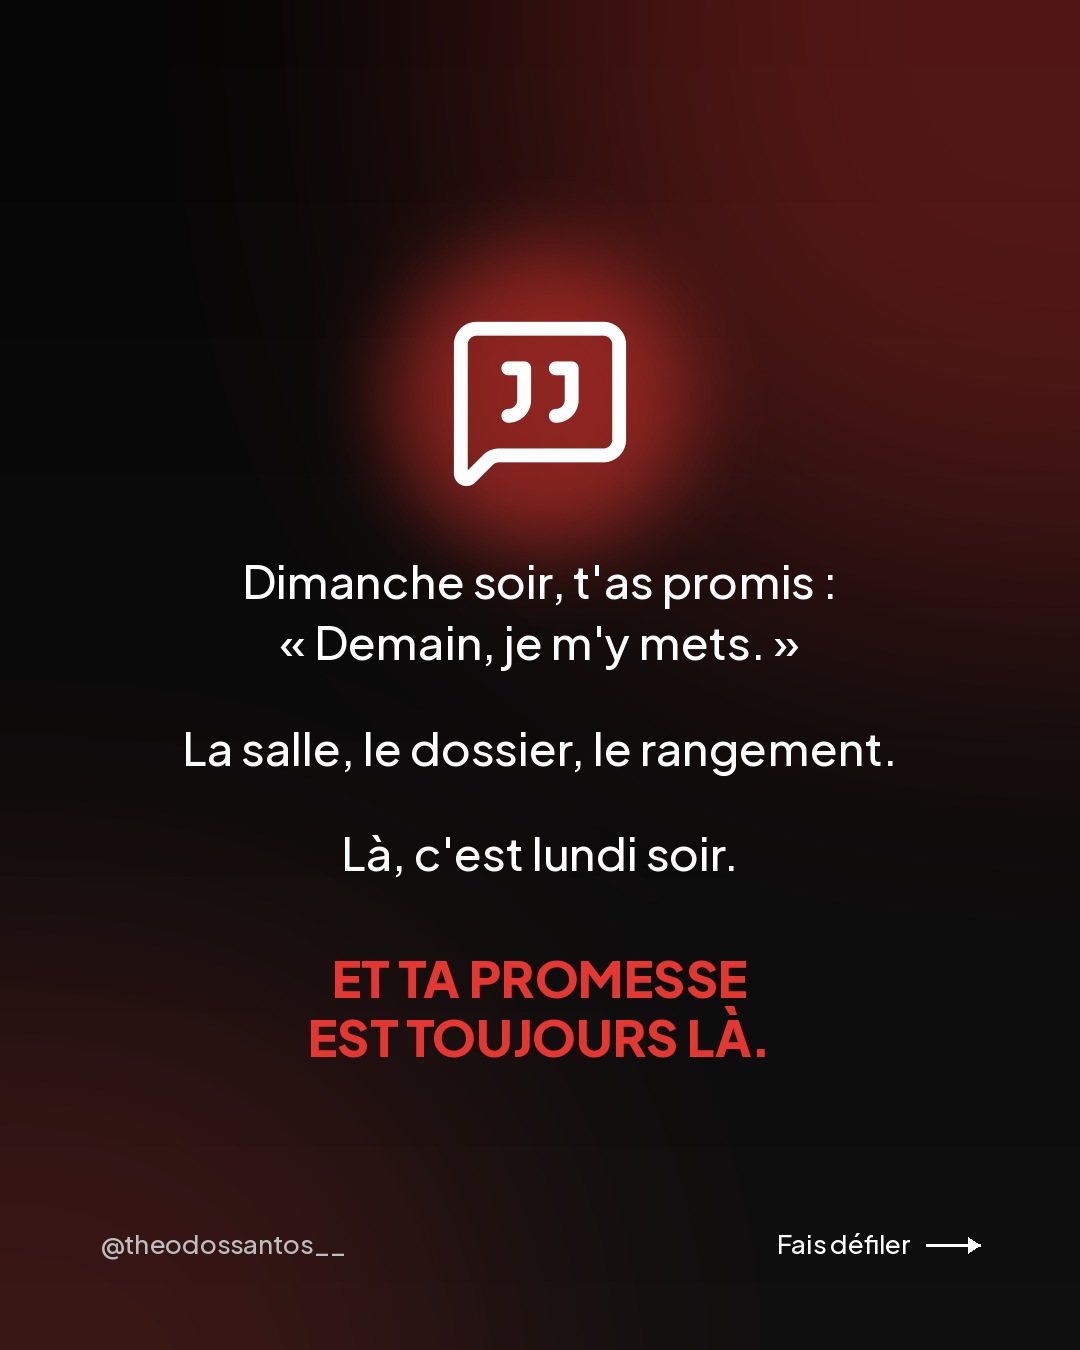 Dimanche soir, t'as promis :
« Demain, je m'y mets. »
La salle, le dossier, le rangement.
Là, c'est lundi soir.
ET TA PROMESSE
EST TOUJOURS LÀ.
@theodossantos__
Fais défiler